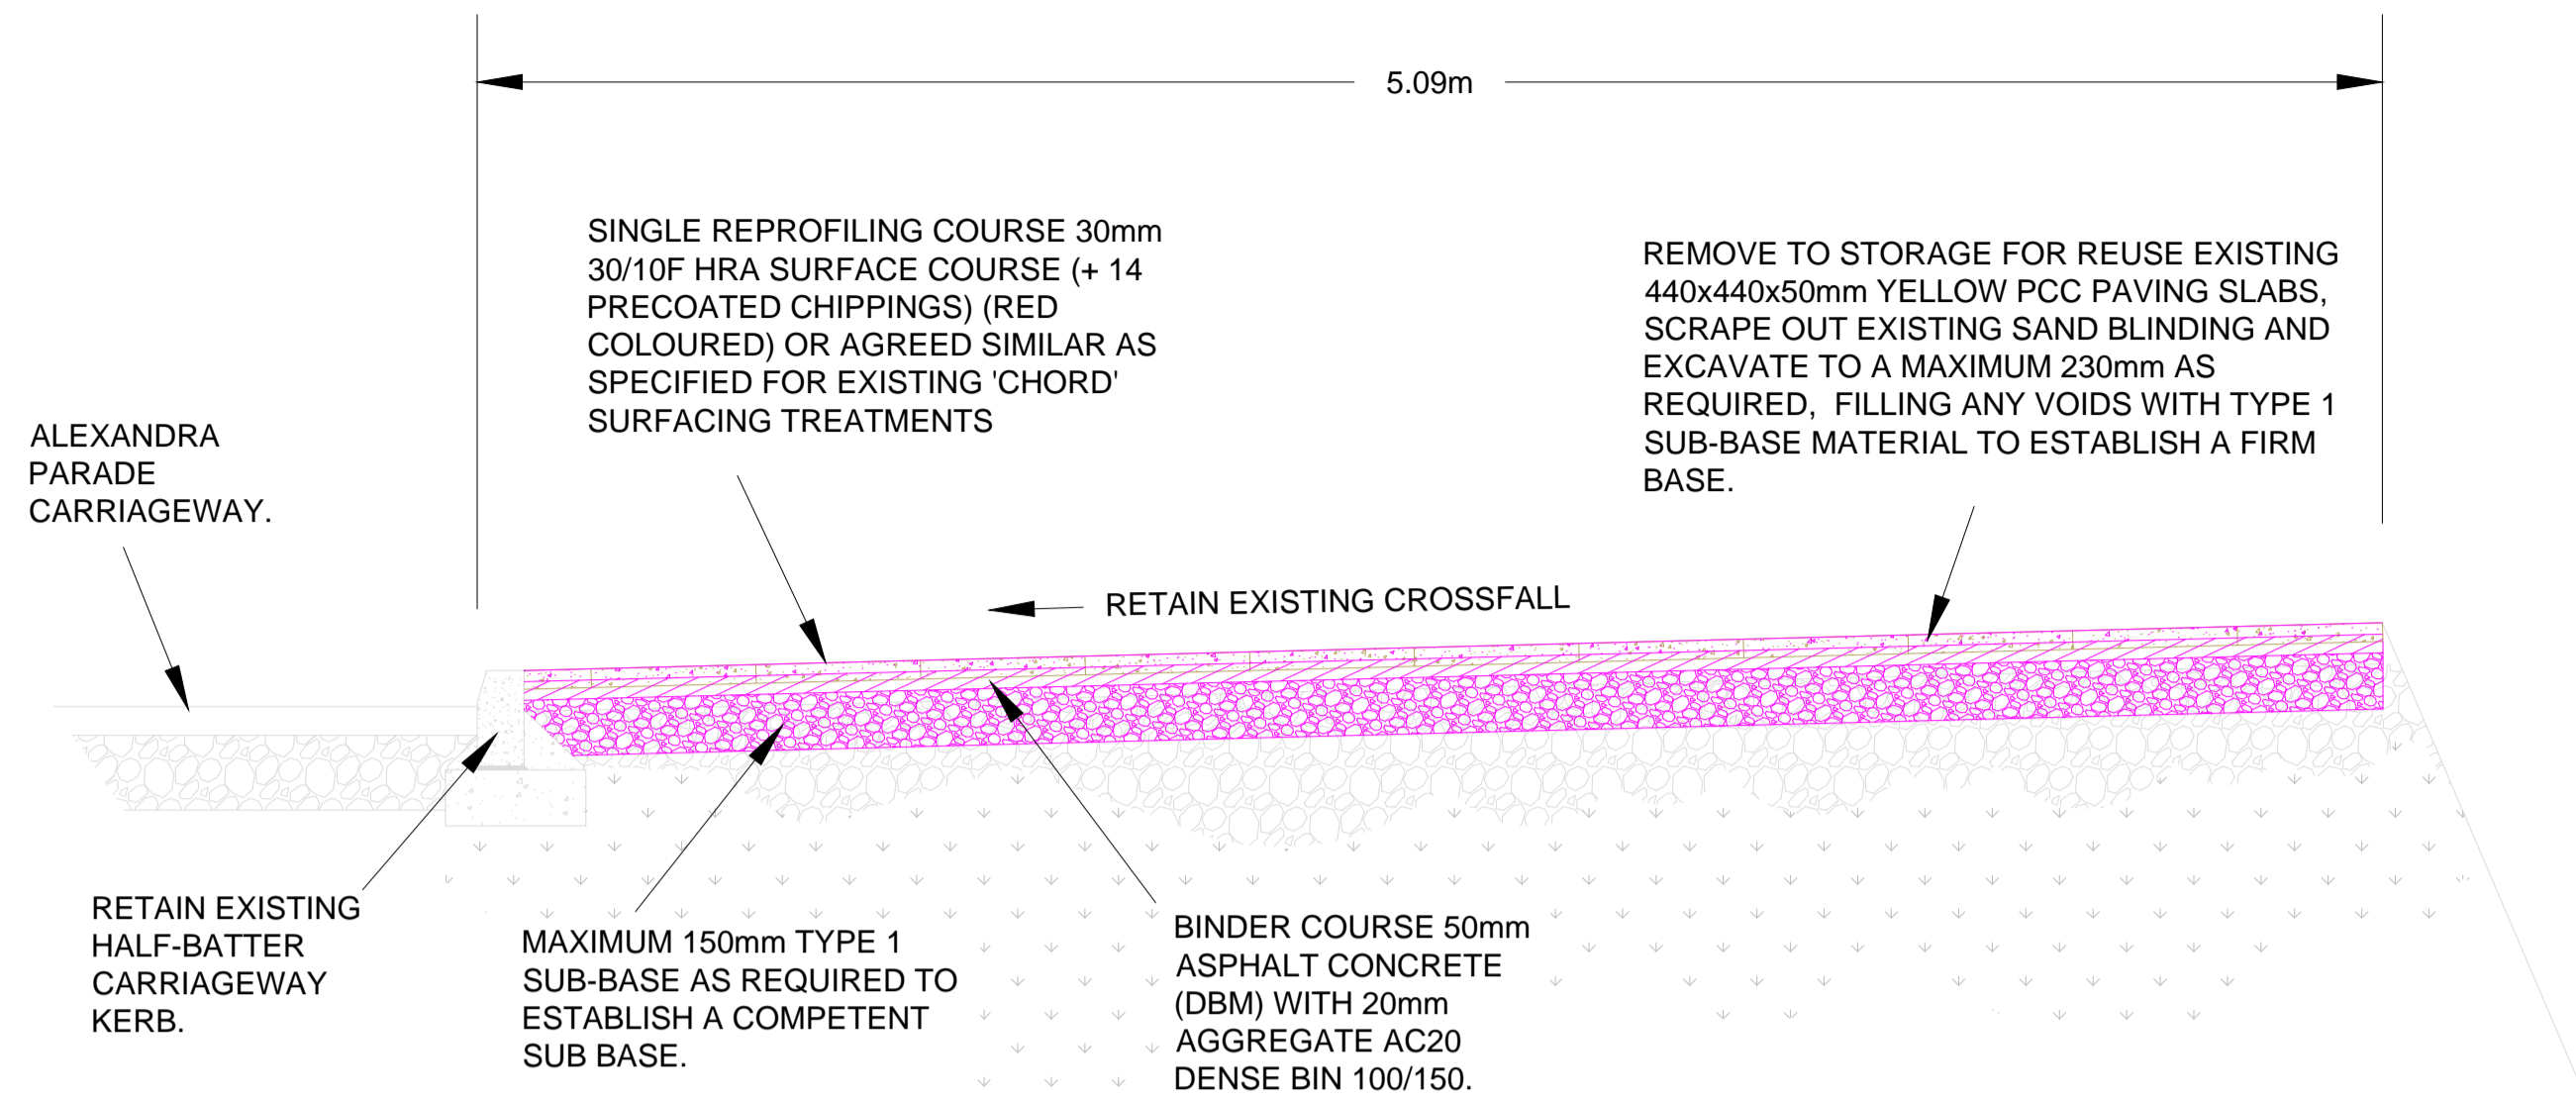 5.09m
SINGLE REPROFILING COURSE 30mm
30/10F HRA SURFACE COURSE (+ 14
PRECOATED CHIPPINGS) (RED
COLOURED) OR AGREED SIMILAR AS
SPECIFIED FOR EXISTING 'CHORD'
SURFACING TREATMENTS
REMOVE TO STORAGE FOR REUSE EXISTING
440x440x50mm YELLOW PCC PAVING SLABS,
SCRAPE OUT EXISTING SAND BLINDING AND
EXCAVATE TO A MAXIMUM 230mm AS
REQUIRED, FILLING ANY VOIDS WITH TYPE 1
SUB-BASE MATERIAL TO ESTABLISH A FIRM
BASE.
ALEXANDRA
PARADE
CARRIAGEWAY.
RETAIN EXISTING CROSSFALL
RETAIN EXISTING
HALF-BATTER
CARRIAGEWAY
KERB.
MAXIMUM 150mm TYPE 1
SUB-BASE AS REQUIRED TO
ESTABLISH A COMPETENT
SUB BASE.
BINDER COURSE 50mm
ASPHALT CONCRETE
(DBM) WITH 20mm
AGGREGATE AC20
DENSE BIN 100/150.